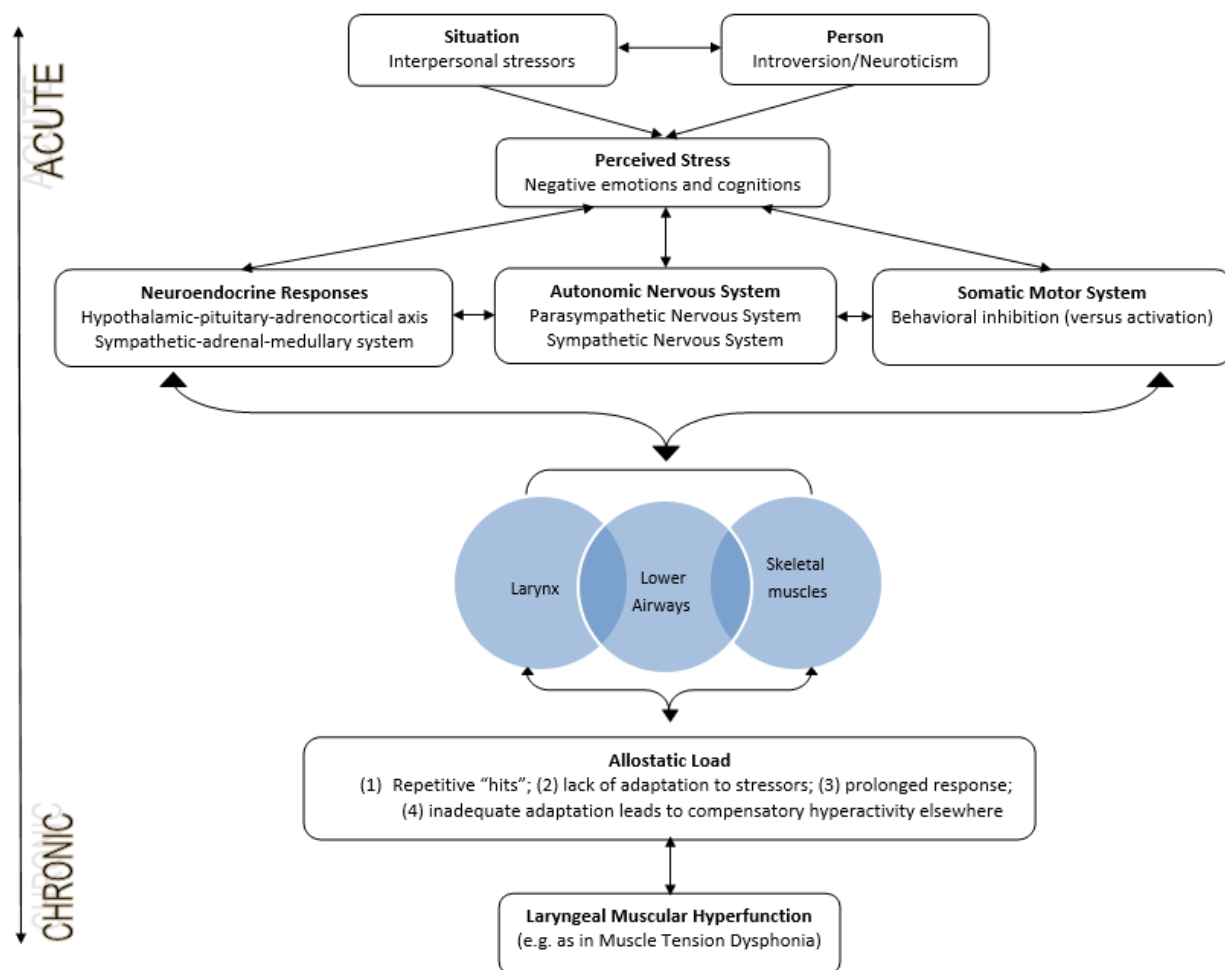 ACUTE
Situation
Interpersonal stressors
Person
Introversion/Neuroticism
Perceived Stress
Negative emotions and cognitions
Neuroendocrine Responses
Hypothalamic-pituitary-adrenocortical axis
Sympathetic-adrenal-medullary system
Autonomic Nervous System
Parasympathetic Nervous System
Sympathetic Nervous System
Somatic Motor System
Behavioral inhibition (versus activation)
Larynx
Lower
Airways
Skeletal
muscles
Allostatic Load
(1) Repetitive “hits”; (2) lack of adaptation to stressors; (3) prolonged response;
(4) inadequate adaptation leads to compensatory hyperactivity elsewhere
CHRONIC
Laryngeal Muscular Hyperfunction
(e.g. as in Muscle Tension Dysphonia)